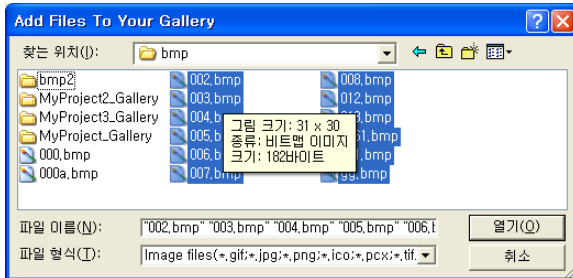 Add Files To Your Gallery
찾는 위치(I): bmp
bmp2
MyProject2_Gallery
MyProject3_Gallery
MyProject_Gallery
000,bmp
000a,bmp
002,bmp
003,bmp
004,b
005,b
006,b
007,bmp
008,bmp
012,bmp
bmp
61,bmp
,bmp
gg,bmp
그림 크기: 31 x 30
종류: 비트맵 이미지
크기: 182바이트
파일 이름(N): "002,bmp" "003,bmp" "004,bmp" "005,bmp" "006,t 열기(O)
파일 형식(T): Image files(*,gif;*,jpg;*,png;*,ico;*,pcx;*,tif, 취소